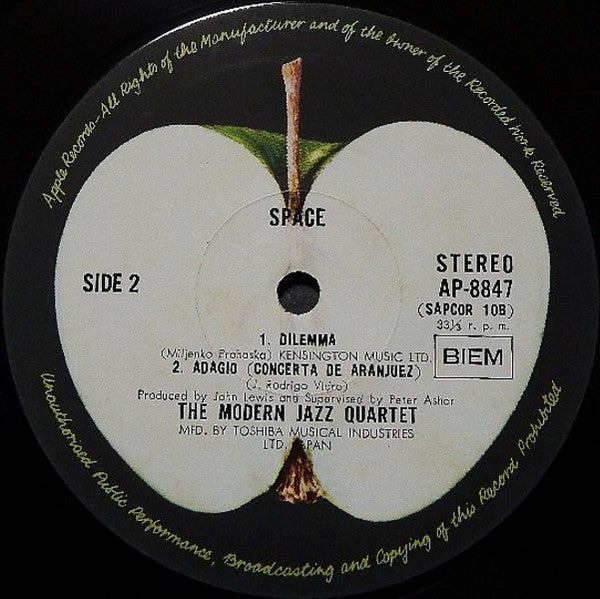 Apple Records-All Rights of the Manufacturer and of the Owner of the Recorded Work Reserved
SPACE
SIDE 2
STEREO
AP-8847
(SAPCOR 10B)
33⅓ r. p. m.
BIEM
1. DILEMMA
(Miljenko Prohaska) KENSINGTON MUSIC LTD.
2. ADAGIO (CONCERTA DE ARANJUEZ)
(J. Rodrigo Vidre)
Produced by John Lewis and Supervised by Peter Asher
THE MODERN JAZZ QUARTET
MFD. BY TOSHIBA MUSICAL INDUSTRIES
LTD. JAPAN
Unauthorised Public Performance, Broadcasting and Copying of this Record Prohibited